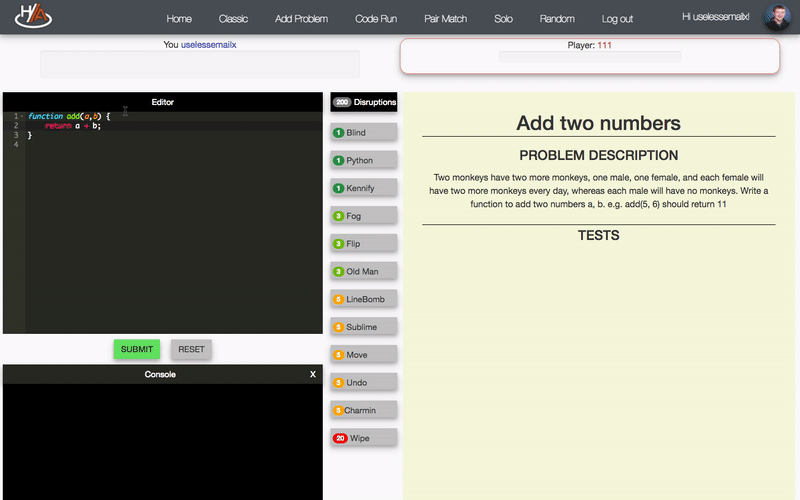 H/A
Home Classic Add Problem Code Run Pair Match Solo Random Log out
Hi uselessemailx!
You uselessemailx
Player: 111
Editor
1 function add(a,b) {
2 return a + b;
3 }
4
SUBMIT RESET
Console X
200 Disruptions
1 Blind
1 Python
1 Kennify
3 Fog
3 Flip
3 Old Man
5 LineBomb
5 Sublime
5 Move
5 Undo
5 Charmin
20 Wipe
Add two numbers
PROBLEM DESCRIPTION
Two monkeys have two more monkeys, one male, one female, and each female will
have two more monkeys every day, whereas each male will have no monkeys. Write a
function to add two numbers a, b. e.g. add(5, 6) should return 11
TESTS